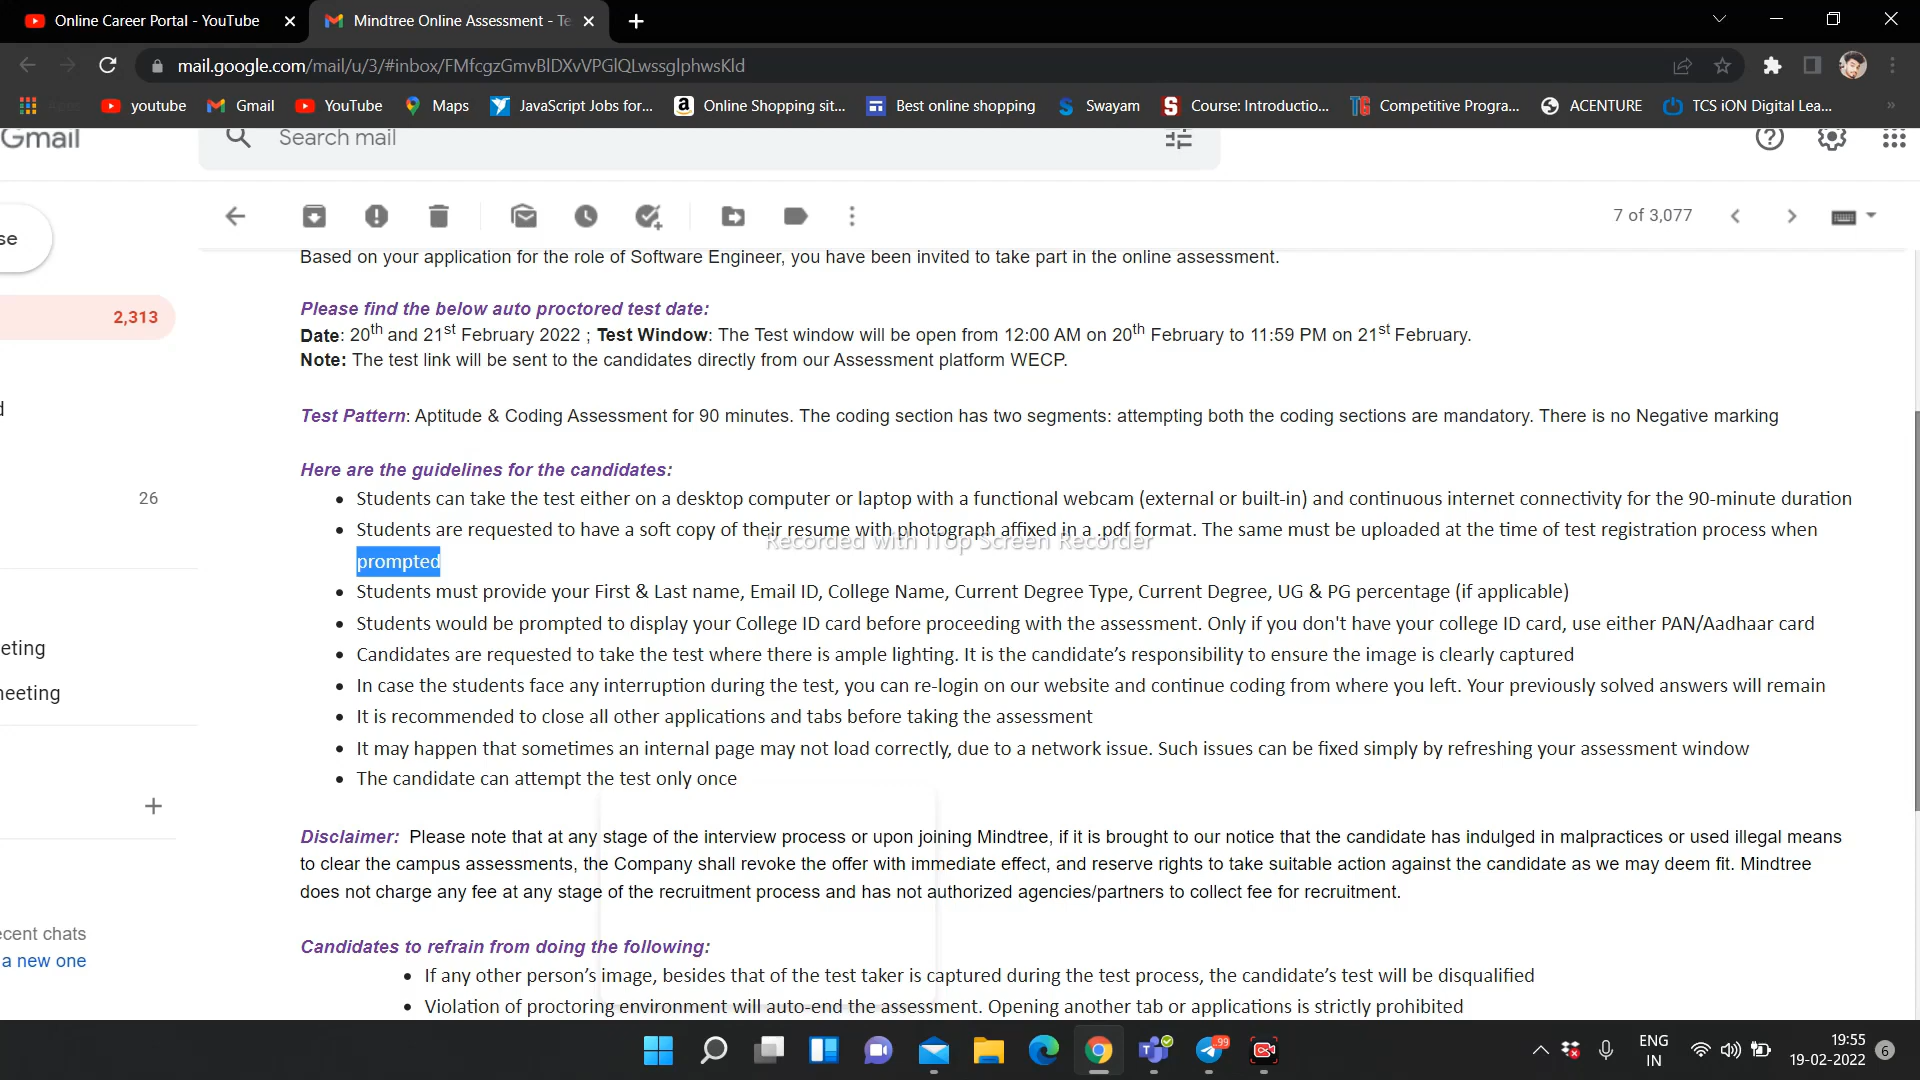 Online Career Portal - YouTube
Mindtree Online Assessment - Te
mail.google.com/mail/u/3/#inbox/FMfcgzGmvBlDXvVPGlQLwssglphwsKld
Apps youtube Gmail YouTube Maps JavaScript Jobs for... Online Shopping sit... Best online shopping Swayam Course: Introductio... Competitive Progra... ACENTURE TCS iON Digital Lea... »
Gmail
Search mail
7 of 3,077
se
2,313
26
eting
neeting
ecent chats
a new one
Based on your application for the role of Software Engineer, you have been invited to take part in the online assessment.
Please find the below auto proctored test date:
Date: 20th and 21st February 2022 ; Test Window: The Test window will be open from 12:00 AM on 20th February to 11:59 PM on 21st February.
Note: The test link will be sent to the candidates directly from our Assessment platform WECP.
Test Pattern: Aptitude & Coding Assessment for 90 minutes. The coding section has two segments: attempting both the coding sections are mandatory. There is no Negative marking
Here are the guidelines for the candidates:
• Students can take the test either on a desktop computer or laptop with a functional webcam (external or built-in) and continuous internet connectivity for the 90-minute duration
• Students are requested to have a soft copy of their resume with photograph affixed in a .pdf format. The same must be uploaded at the time of test registration process when
prompted
Recorded with iTop Screen Recorder
• Students must provide your First & Last name, Email ID, College Name, Current Degree Type, Current Degree, UG & PG percentage (if applicable)
• Students would be prompted to display your College ID card before proceeding with the assessment. Only if you don't have your college ID card, use either PAN/Aadhaar card
• Candidates are requested to take the test where there is ample lighting. It is the candidate’s responsibility to ensure the image is clearly captured
• In case the students face any interruption during the test, you can re-login on our website and continue coding from where you left. Your previously solved answers will remain
• It is recommended to close all other applications and tabs before taking the assessment
• It may happen that sometimes an internal page may not load correctly, due to a network issue. Such issues can be fixed simply by refreshing your assessment window
• The candidate can attempt the test only once
Disclaimer: Please note that at any stage of the interview process or upon joining Mindtree, if it is brought to our notice that the candidate has indulged in malpractices or used illegal means
to clear the campus assessments, the Company shall revoke the offer with immediate effect, and reserve rights to take suitable action against the candidate as we may deem fit. Mindtree
does not charge any fee at any stage of the recruitment process and has not authorized agencies/partners to collect fee for recruitment.
Candidates to refrain from doing the following:
• If any other person’s image, besides that of the test taker is captured during the test process, the candidate’s test will be disqualified
• Violation of proctoring environment will auto-end the assessment. Opening another tab or applications is strictly prohibited
99
ENG
IN
19:55
19-02-2022
6